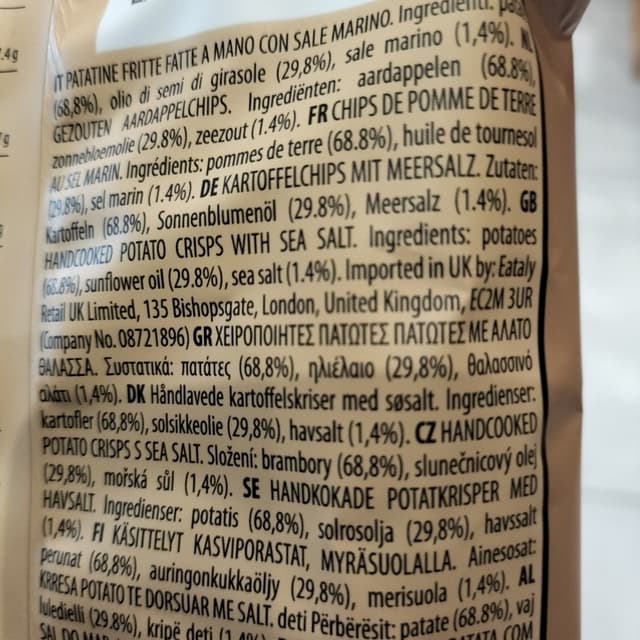 .4g
IT PATATINE FRITTE FATTE A MANO CON SALE MARINO. Ingredienti:
(68,8%), olio di semi di girasole (29,8%), sale marino (1,4%). NL
GEZOUTEN AARDAPPELCHIPS. Ingrediënten: aardappelen (68.8%),
zonnebloemolie (29.8%), zeezout (1.4%). FR CHIPS DE POMME DE TERRE
AU SEL MARIN. Ingrédients: pommes de terre (68.8%), huile de tournesol
(29.8%), sel marin (1.4%). DE KARTOFFELCHIPS MIT MEERSALZ. Zutaten:
Kartoffeln (68.8%), Sonnenblumenöl (29.8%), Meersalz (1.4%). GB
HANDCOOKED POTATO CRISPS WITH SEA SALT. Ingredients: potatoes
(68.8%), sunflower oil (29.8%), sea salt (1.4%). Imported in UK by: Eataly
Retail UK Limited, 135 Bishopsgate, London, United Kingdom, EC2M 3UR
(Company No. 08721896) GR ΧΕΙΡΟΠΟΙΗΤΕΣ ΠΑΤΩΤΕΣ ΠΑΤΩΤΕΣ ΜΕ ΑΛΑΤΟ
ΘΑΛΑΣΣΑ. Συστατικά: πατάτες (68,8%), ηλιέλαιο (29,8%), θαλασσινό
αλάτι (1,4%). DK Håndlavede kartoffelskriser med søsalt. Ingredienser:
kartofler (68,8%), solsikkeolie (29,8%), havsalt (1,4%). CZ HANDCOOKED
POTATO CRISPS S SEA SALT. Složení: brambory (68,8%), slunečnicový olej
(29,8%), mořská sůl (1,4%). SE HANDKOKADE POTATKRISPER MED
HAVSALT. Ingredienser: potatis (68,8%), solrosolja (29,8%), havssalt
(1,4%). FI KÄSITTELYT KASVIPORASTAT, MYRÄSUOLALLA. Ainesosat:
perunat (68,8%), auringonkukkaöljy (29,8%), merisuola (1,4%). AL
KRRESA POTATO TE DORSUAR ME SALT. deti Përbërësit: patate (68.8%), vaj
luledielli (29.8%), kripë deti